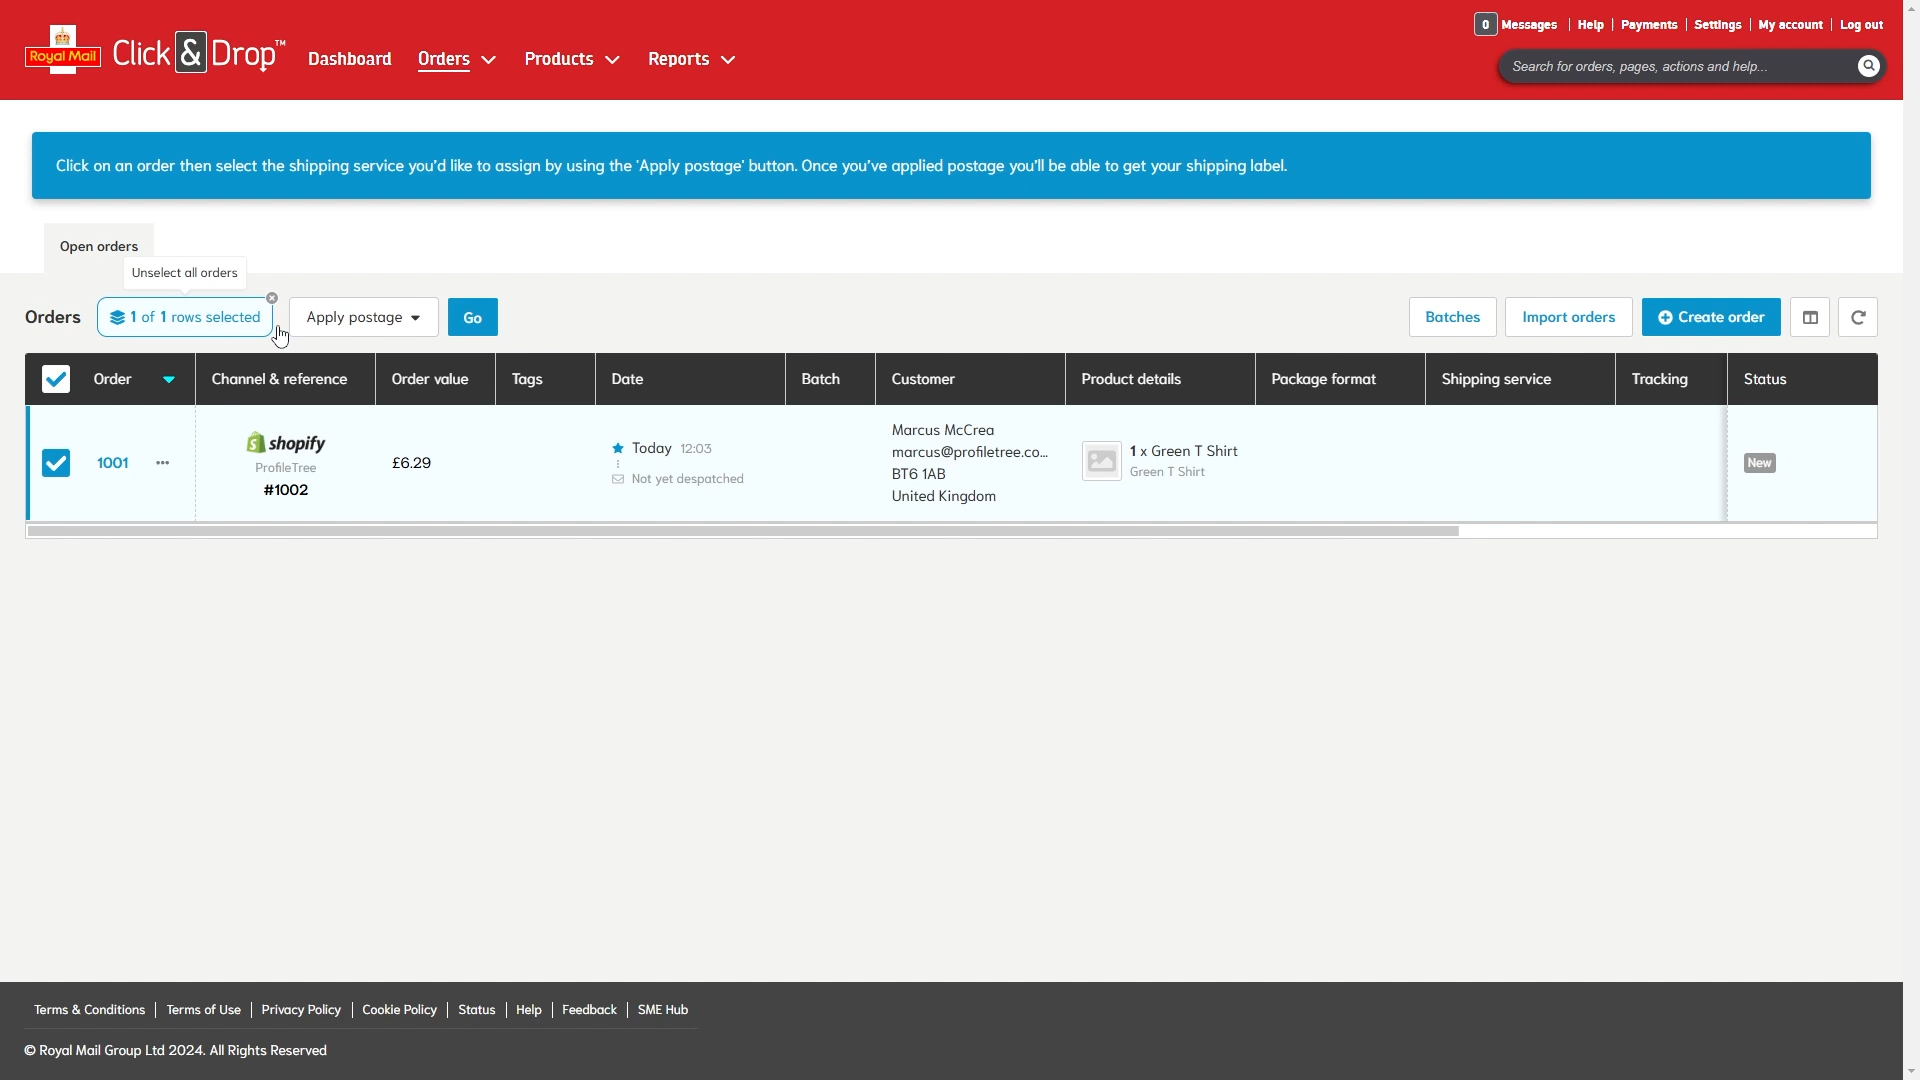 0 Messages | Help | Payments | Settings | My account | Log out
Royal Mail
Click & Drop™
Dashboard Orders Products Reports
Search for orders, pages, actions and help...
Click on an order then select the shipping service you'd like to assign by using the 'Apply postage' button. Once you've applied postage you'll be able to get your shipping label.
Open orders
Unselect all orders
Orders 1 of 1 rows selected Apply postage Go Batches Import orders Create order
Order Channel & reference Order value Tags Date Batch Customer Product details Package format Shipping service Tracking Status
1001 ...
shopify
ProfileTree
#1002
£6.29
Today 12:03
Not yet despatched
Marcus McCrea
marcus@profiletree.co...
BT6 1AB
United Kingdom
1 x Green T Shirt
Green T Shirt
New
Terms & Conditions | Terms of Use | Privacy Policy | Cookie Policy | Status | Help | Feedback | SME Hub
© Royal Mail Group Ltd 2024. All Rights Reserved